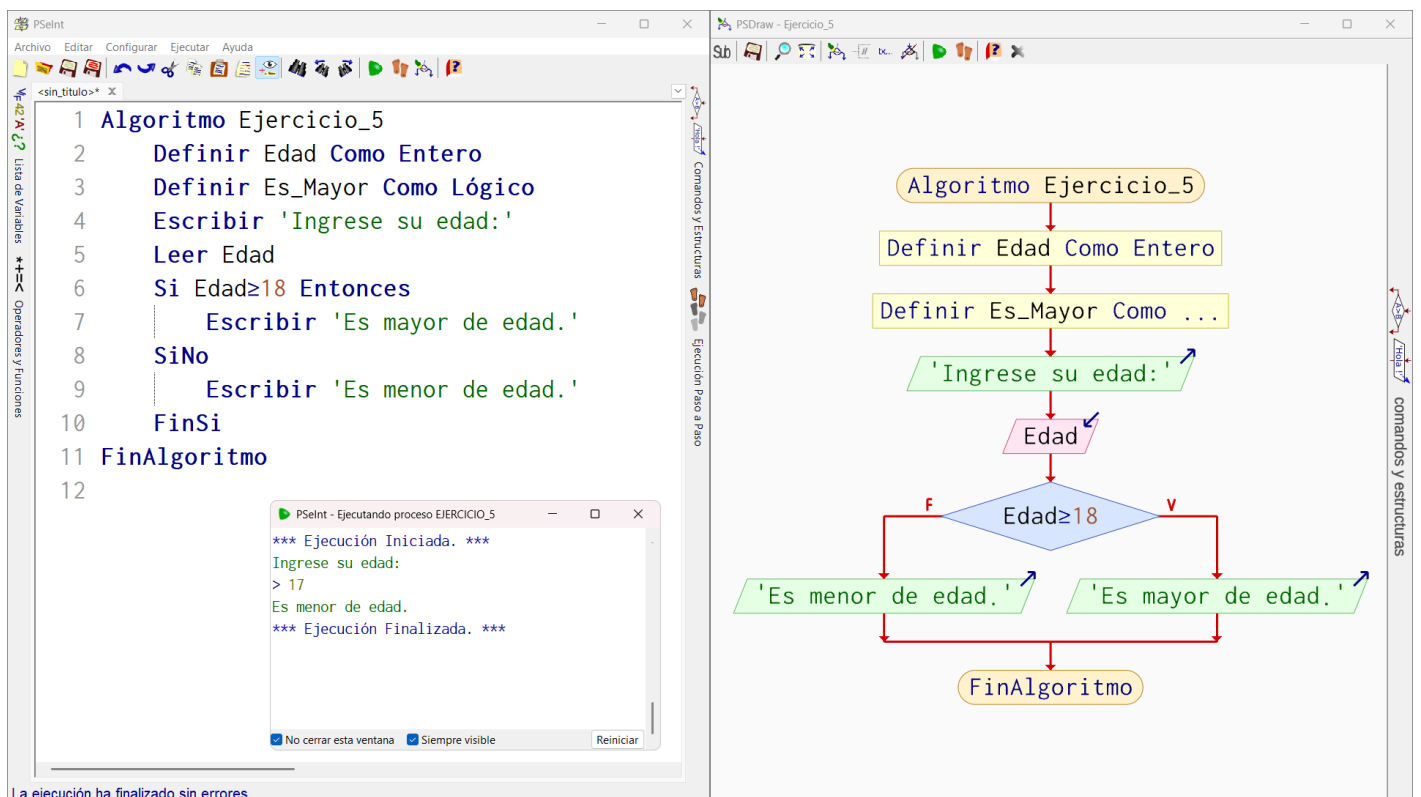 PSeInt
Archivo Editar Configurar Ejecutar Ayuda
<sin_titulo>* X
Lista de Variables
*+=< Operadores y Funciones
1 Algoritmo Ejercicio_5
2 Definir Edad Como Entero
3 Definir Es_Mayor Como Lógico
4 Escribir 'Ingrese su edad:'
5 Leer Edad
6 Si Edad≥18 Entonces
7 Escribir 'Es mayor de edad.'
8 SiNo
9 Escribir 'Es menor de edad.'
10 FinSi
11 FinAlgoritmo
12
Comandos y Estructuras
Ejecución Paso a Paso
PSeInt - Ejecutando proceso EJERCICIO_5
*** Ejecución Iniciada. ***
Ingrese su edad:
> 17
Es menor de edad.
*** Ejecución Finalizada. ***
No cerrar esta ventana Siempre visible Reiniciar
La ejecución ha finalizado sin errores
PSDraw - Ejercicio_5
Sub
Algoritmo Ejercicio_5
Definir Edad Como Entero
Definir Es_Mayor Como ...
'Ingrese su edad:'
Edad
F Edad≥18 V
'Es menor de edad.' 'Es mayor de edad.'
FinAlgoritmo
A>B
'Hola !'
comandos y estructuras